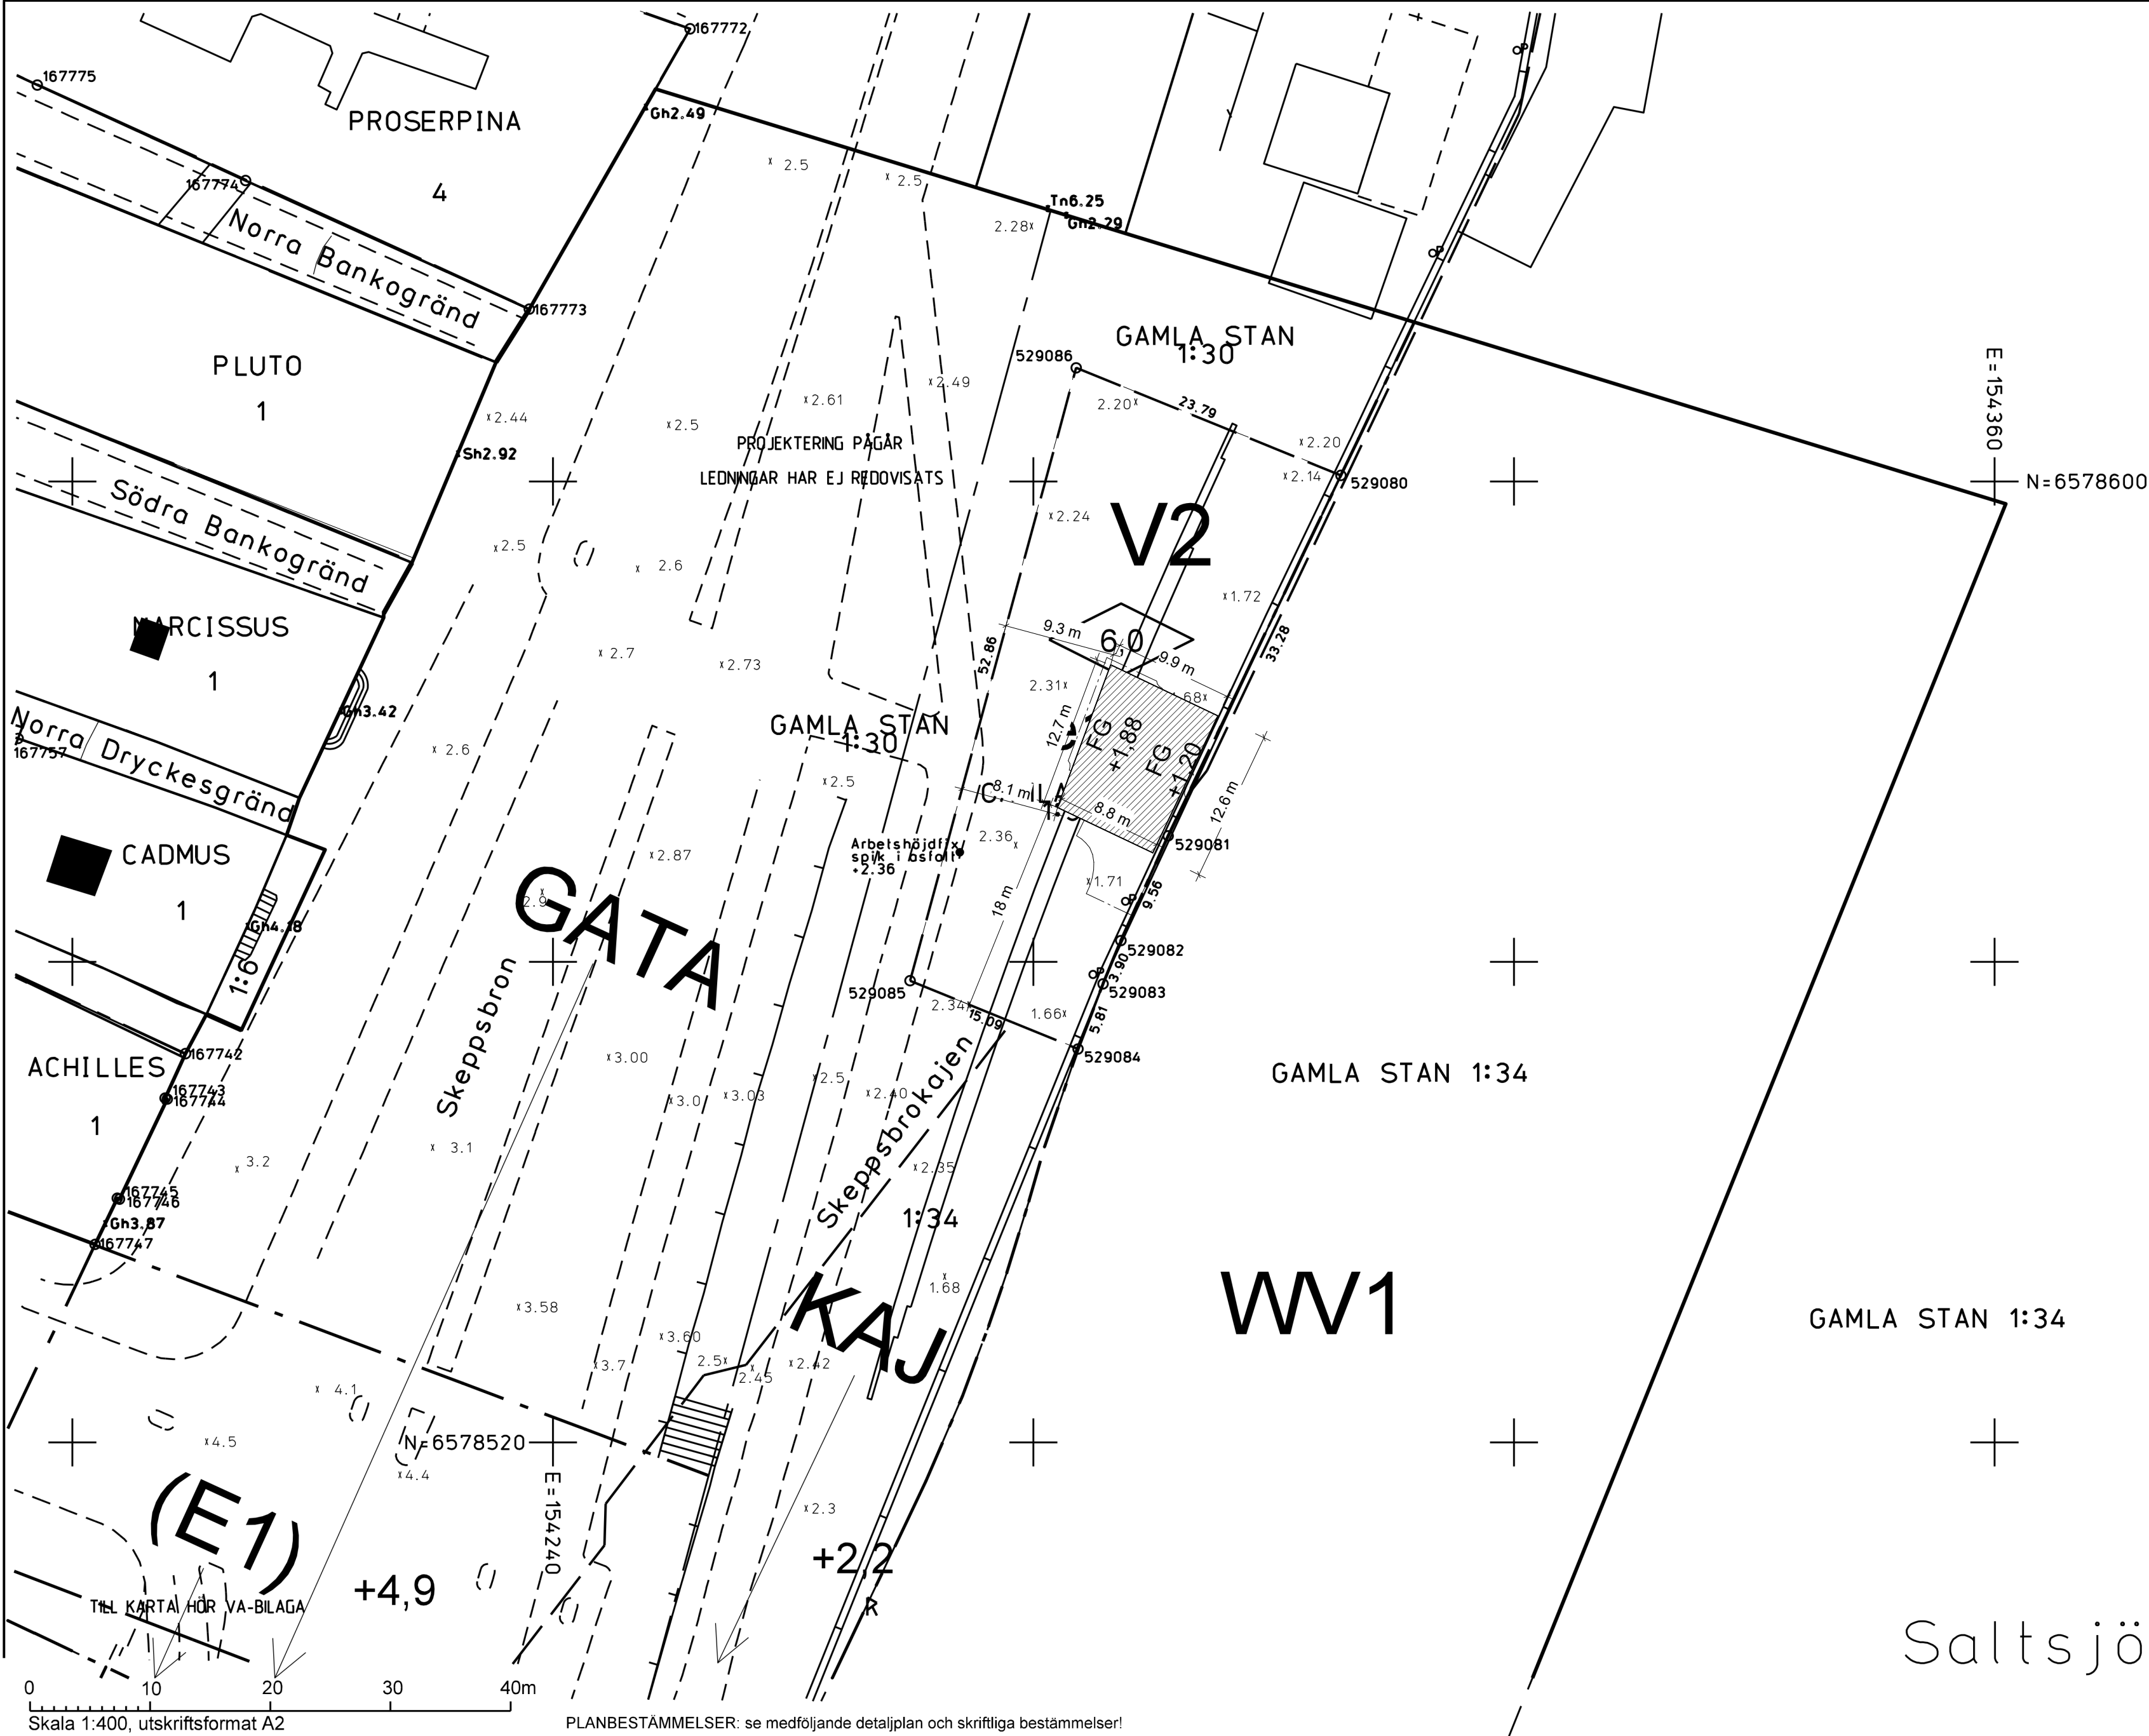 167772
167775
PROSERPINA
4
Gh2.49
2.5
2.5
167774
Norra Bankogränd
Tn6.25
Gh2.29
2.28
167773
GAMLA STAN
1:30
529086
PLUTO
1
2.44
2.61
2.49
2.5
2.20
23.79
2.20
E=154360
PROJEKTERING PÅGÅR
LEDNINGAR HAR EJ REDOVISATS
Sh2.92
2.14
529080
N=6578600
Södra Bankogränd
2.5
2.6
2.24
V2
1.72
NARCISSUS
1
2.7
2.73
52.86
9.3 m
6,0
9.9 m
33.28
2.31
68
Gh3.42
Norra Dryckesgränd
167757
2.6
GAMLA STAN
1:30
12.7 m
FG
+1,88
FG
+1,20
2.5
8.1 m
8.8 m
12.6 m
CADMUS
1
2.87
Arbetshöjdfix
spik i asfalt
+2.36
2.36
529081
1.71
9.56
2.9
GATA
18 m
Gh4.18
1:6
529082
3.90
529083
529085
2.34
15.09
1.66
5.81
529084
Skeppsbron
167742
ACHILLES
1
167743
167744
3.00
2.5
2.40
3.0
3.03
Skeppsbrokajen
GAMLA STAN 1:34
3.1
3.2
2.35
167745
167746
Gh3.87
167747
1:34
1.68
KAJ
WV1
GAMLA STAN 1:34
3.58
3.60
3.7
2.5
2.45
2.42
4.1
4.5
4.4
N=6578520
E=154240
2.3
(E1)
+4,9
+2,2
R
TILL KARTA HÖR VA-BILAGA
Saltsjö
0 10 20 30 40m
Skala 1:400, utskriftsformat A2
PLANBESTÄMMELSER: se medföljande detaljplan och skriftliga bestämmelser!